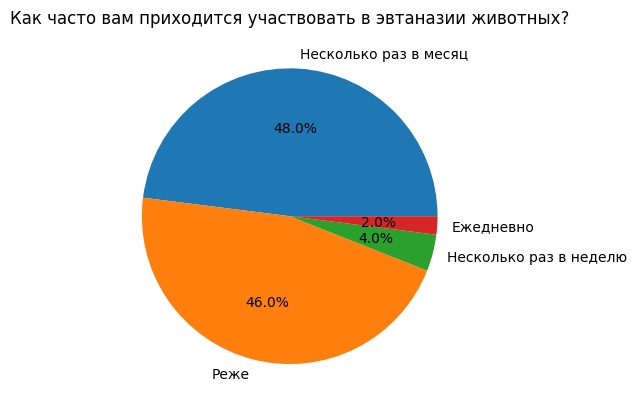 Как часто вам приходится участвовать в эвтаназии животных?
Несколько раз в месяц
48.0%
2.0%
Ежедневно
4.0%
Несколько раз в неделю
46.0%
Реже